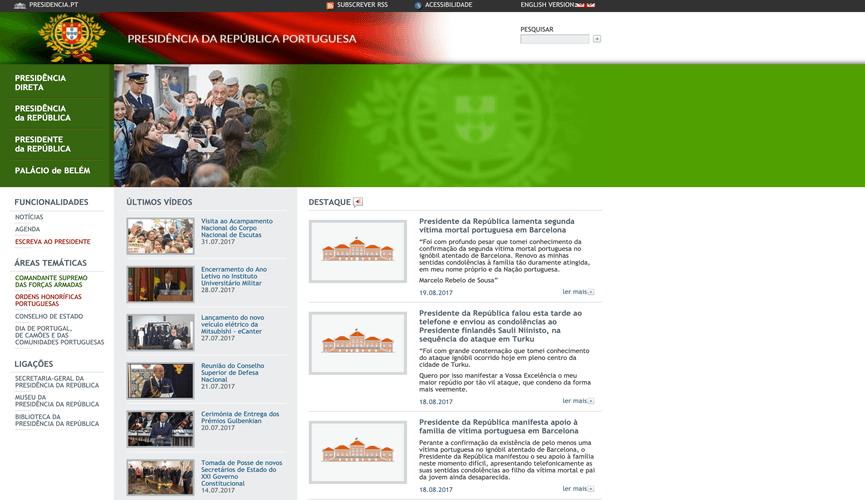 PRESIDENCIA.PT
SUBSCREVER RSS
ACESSIBILIDADE
ENGLISH VERSION
PRESIDÊNCIA DA REPÚBLICA PORTUGUESA
PESQUISAR
PRESIDÊNCIA
DIRETA
PRESIDÊNCIA
da REPÚBLICA
PRESIDENTE
da REPÚBLICA
PALÁCIO de BELÉM
FUNCIONALIDADES
NOTÍCIAS
AGENDA
ESCREVA AO PRESIDENTE
ÁREAS TEMÁTICAS
COMANDANTE SUPREMO
DAS FORÇAS ARMADAS
ORDENS HONORÍFICAS
PORTUGUESAS
CONSELHO DE ESTADO
DIA DE PORTUGAL,
DE CAMÕES E DAS
COMUNIDADES PORTUGUESAS
LIGAÇÕES
SECRETARIA-GERAL DA
PRESIDÊNCIA DA REPÚBLICA
MUSEU DA
PRESIDÊNCIA DA REPÚBLICA
BIBLIOTECA DA
PRESIDÊNCIA DA REPÚBLICA
ÚLTIMOS VÍDEOS
Visita ao Acampamento
Nacional do Corpo
Nacional de Escutas
31.07.2017
Encerramento do Ano
Letivo no Instituto
Universitário Militar
28.07.2017
Lançamento do novo
veículo elétrico da
Mitsubishi - eCanter
27.07.2017
Reunião do Conselho
Superior de Defesa
Nacional
21.07.2017
Cerimónia de Entrega dos
Prémios Gulbenkian
20.07.2017
Tomada de Posse de novos
Secretários de Estado do
XXI Governo
Constitucional
14.07.2017
DESTAQUE
Presidente da República lamenta segunda
vítima mortal portuguesa em Barcelona
“Foi com profundo pesar que tomei conhecimento da
confirmação da segunda vítima mortal portuguesa no
ignóbil atentado de Barcelona. Renovo as minhas
sentidas condolências à família tão duramente atingida,
em meu nome próprio e da Nação portuguesa.
Marcelo Rebelo de Sousa”
19.08.2017
ler mais
Presidente da República falou esta tarde ao
telefone e enviou as condolências ao
Presidente finlandês Sauli Niinisto, na
sequência do ataque em Turku
“Foi com grande consternação que tomei conhecimento
do ataque ignóbil ocorrido hoje em pleno centro da
cidade de Turku.
Quero por isso manifestar a Vossa Excelência o meu
maior repúdio por tão vil ataque, que condeno da forma
mais veemente.
18.08.2017
ler mais
Presidente da República manifesta apoio à
família de vítima portuguesa em Barcelona
Perante a confirmação da existência de pelo menos uma
vítima portuguesa no ignóbil atentado de Barcelona, o
Presidente da República manifestou o seu apoio à família
neste momento difícil, apresentando telefonicamente as
suas sentidas condolências ao filho da vítima mortal e pai
da jovem ainda desaparecida.
18.08.2017
ler mais